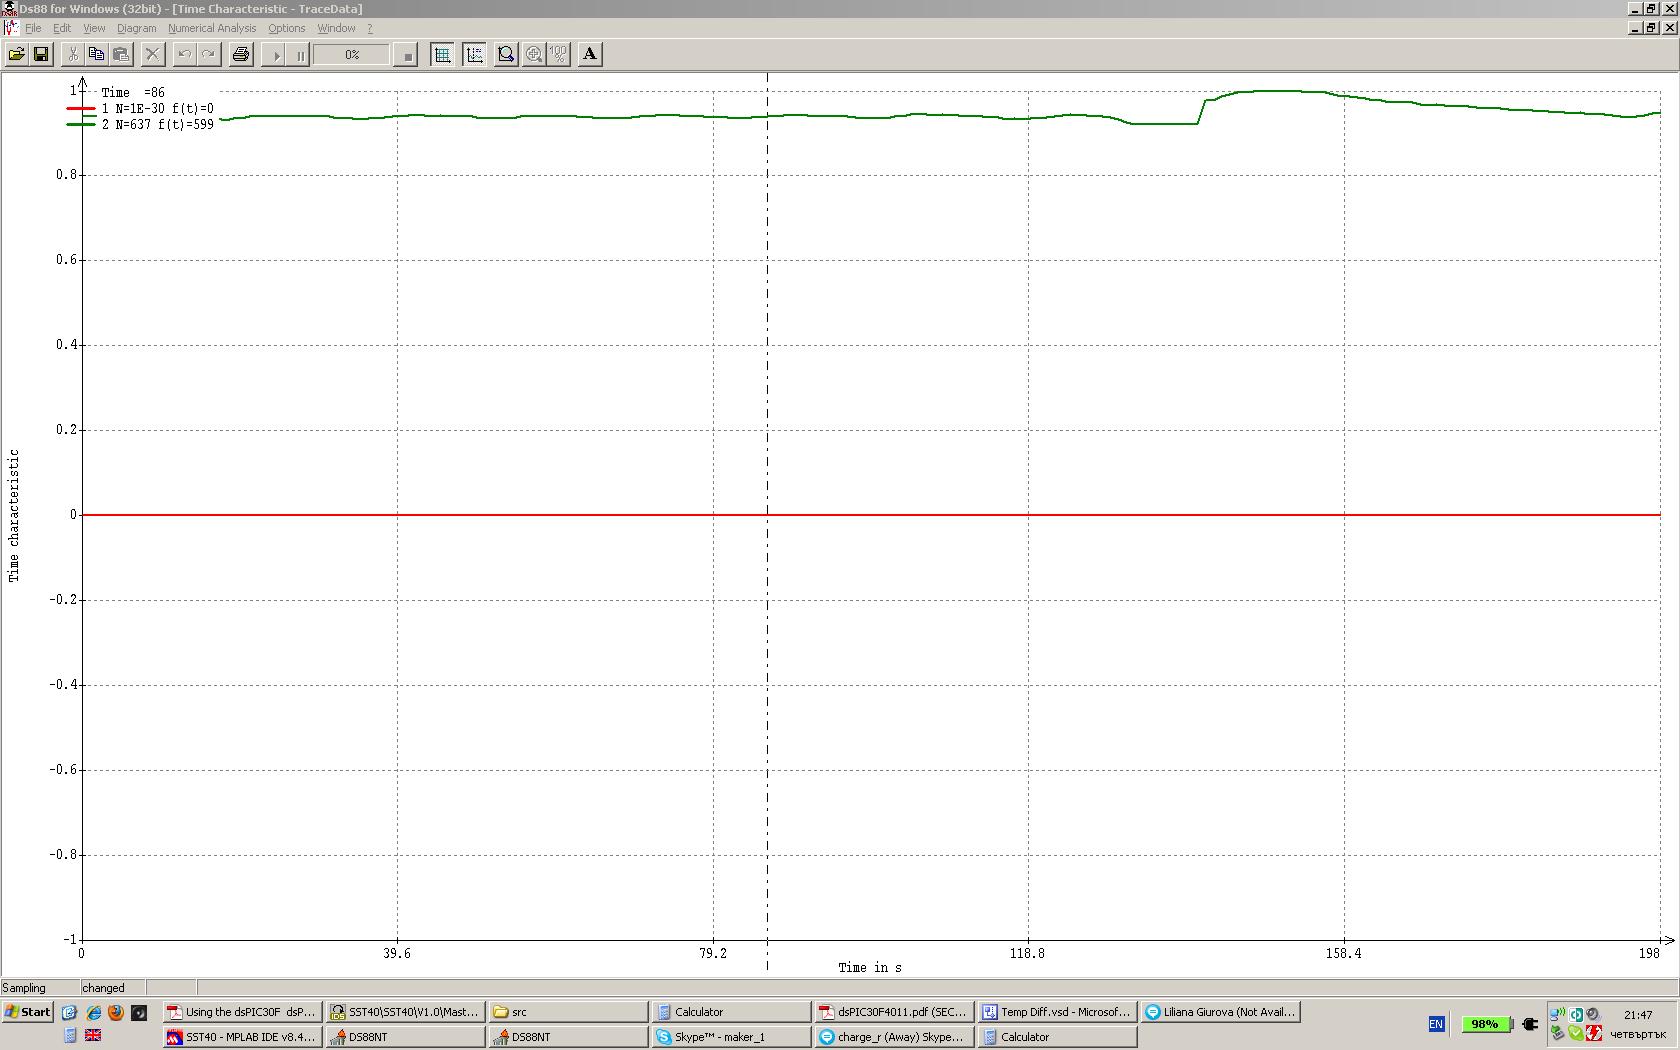 Ds88 for Windows (32bit) - [Time Characteristic - TraceData]
File Edit View Diagram Numerical Analysis Options Window ?
0% 100% A
Time =86
1 N=1E-30 f(t)=0
2 N=637 f(t)=599
1
0.8
0.6
0.4
0.2
0
-0.2
-0.4
-0.6
-0.8
-1
Time characteristic
0 39.6 79.2 118.8 158.4 198
Time in s
Sampling changed
Start Using the dsPIC30F dsP... SST40\SST40\V1.0\Mast... src Calculator dsPIC30F4011.pdf (SEC... Temp Diff.vsd - Microsof... Liliana Giurova (Not Avail...
SST40 - MPLAB IDE v8.4... DS88NT DS88NT Skype™ - maker_1 charge_r (Away) Skype... Calculator
EN 98% 21:47
четвъртък